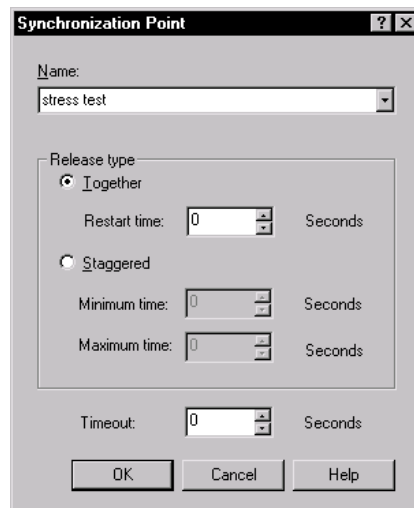 Synchronization Point
Name:
stress test
Release type
Together
Restart time: 0 Seconds
Staggered
Minimum time: 0 Seconds
Maximum time: 0 Seconds
Timeout: 0 Seconds
OK Cancel Help